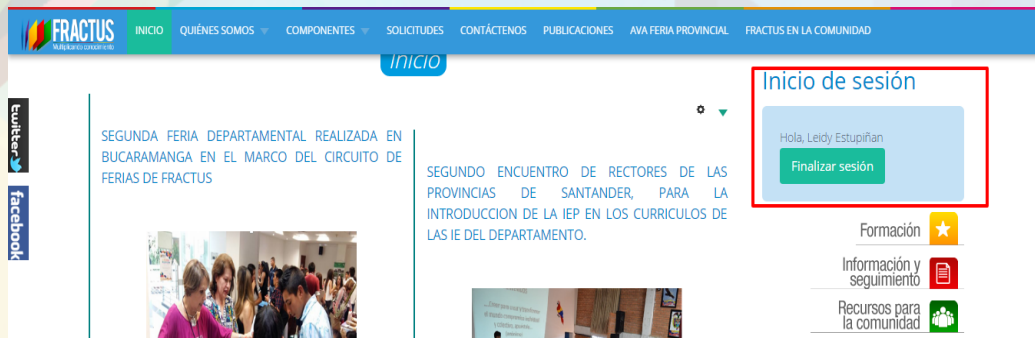 FRACTUS
Multiplicando conocimiento
INICIO QUIÉNES SOMOS COMPONENTES SOLICITUDES CONTÁCTENOS PUBLICACIONES AVA FERIA PROVINCIAL FRACTUS EN LA COMUNIDAD
Inicio
twitter
facebook
SEGUNDA FERIA DEPARTAMENTAL REALIZADA EN
BUCARAMANGA EN EL MARCO DEL CIRCUITO DE
FERIAS DE FRACTUS
SEGUNDO ENCUENTRO DE RECTORES DE LAS
PROVINCIAS DE SANTANDER, PARA LA
INTRODUCCION DE LA IEP EN LOS CURRICULOS DE
LAS IE DEL DEPARTAMENTO.
Inicio de sesión
Hola, Leidy Estupiñan
Finalizar sesión
Formación
Información y
seguimiento
Recursos para
la comunidad